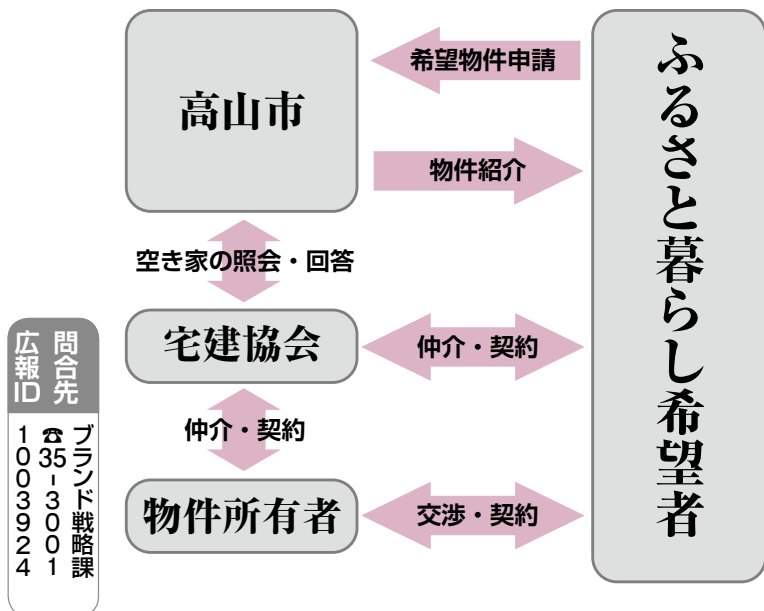 高山市
希望物件申請
物件紹介
ふるさと暮らし希望者
空き家の照会・回答
宅建協会
仲介・契約
仲介・契約
物件所有者
交渉・契約
問合先
広報ID
ブランド戦略課
☎35-3001
1003924